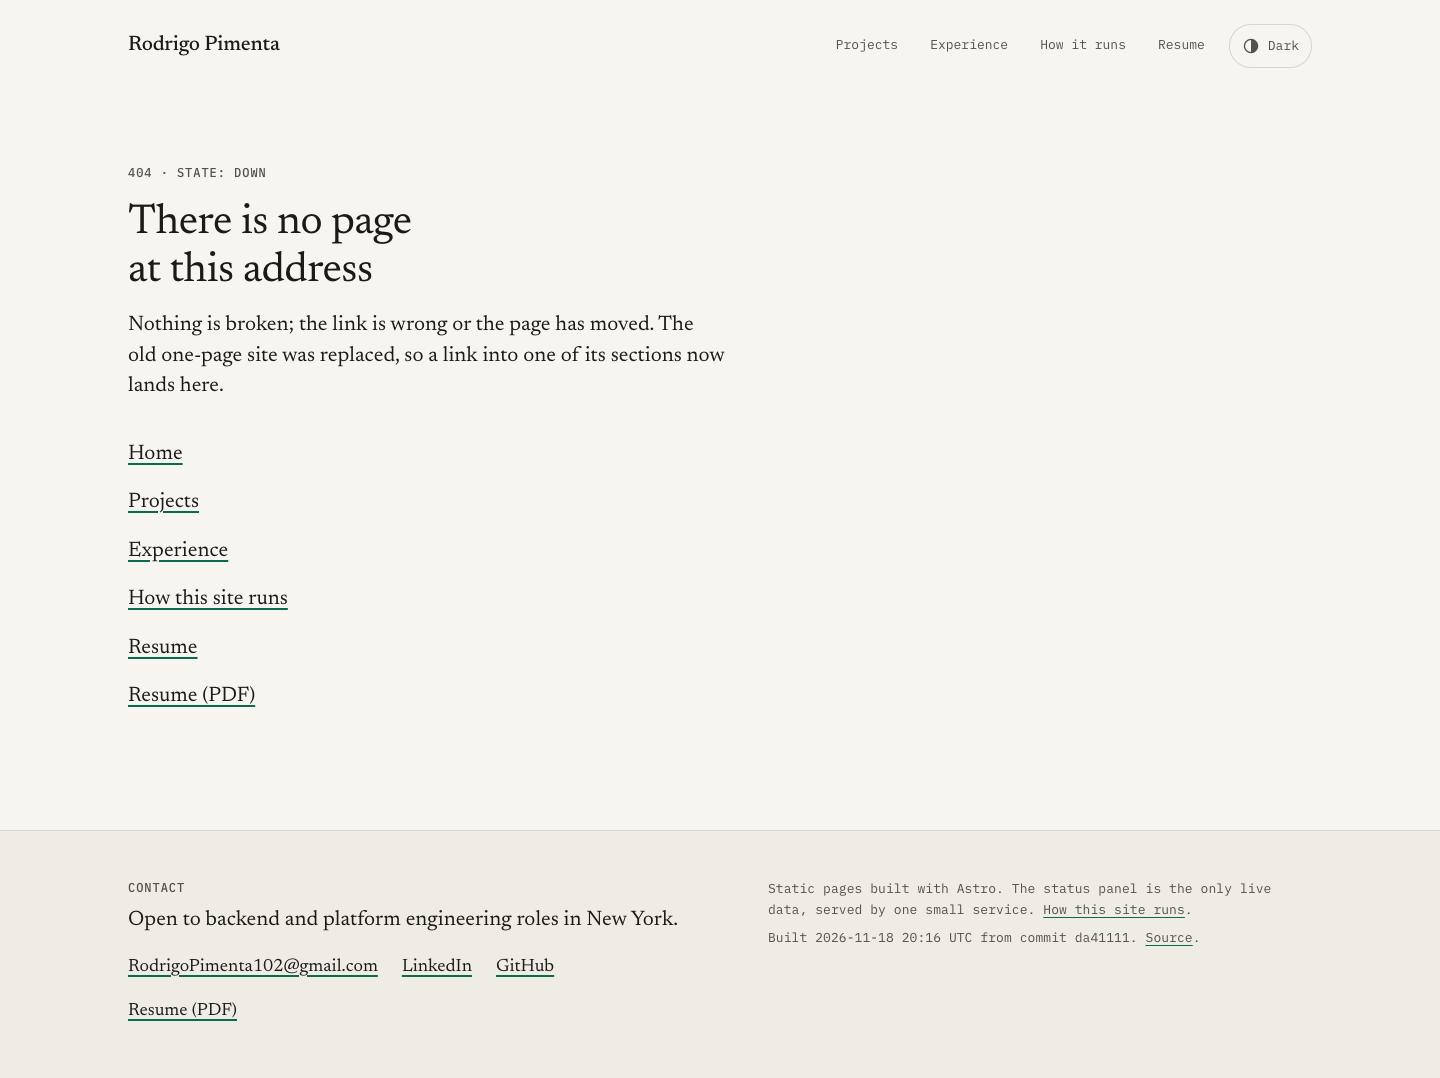 Rodrigo Pimenta
Projects
Experience
How it runs
Resume
Dark
404 · STATE: DOWN
There is no page
at this address
Nothing is broken; the link is wrong or the page has moved. The
old one-page site was replaced, so a link into one of its sections now
lands here.
Home
Projects
Experience
How this site runs
Resume
Resume (PDF)
CONTACT
Open to backend and platform engineering roles in New York.
RodrigoPimenta102@gmail.com
LinkedIn
GitHub
Resume (PDF)
Static pages built with Astro. The status panel is the only live
data, served by one small service. How this site runs.
Built 2026-11-18 20:16 UTC from commit da41111. Source.